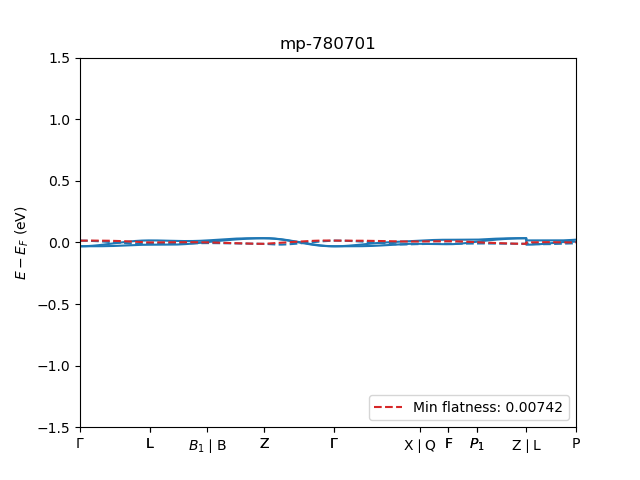 mp-780701
1.5
1.0
0.5
0.0
−0.5
−1.0
−1.5
E − E_F (eV)
Min flatness: 0.00742
Γ L B₁ | B Z Γ X | Q F P₁ Z | L P